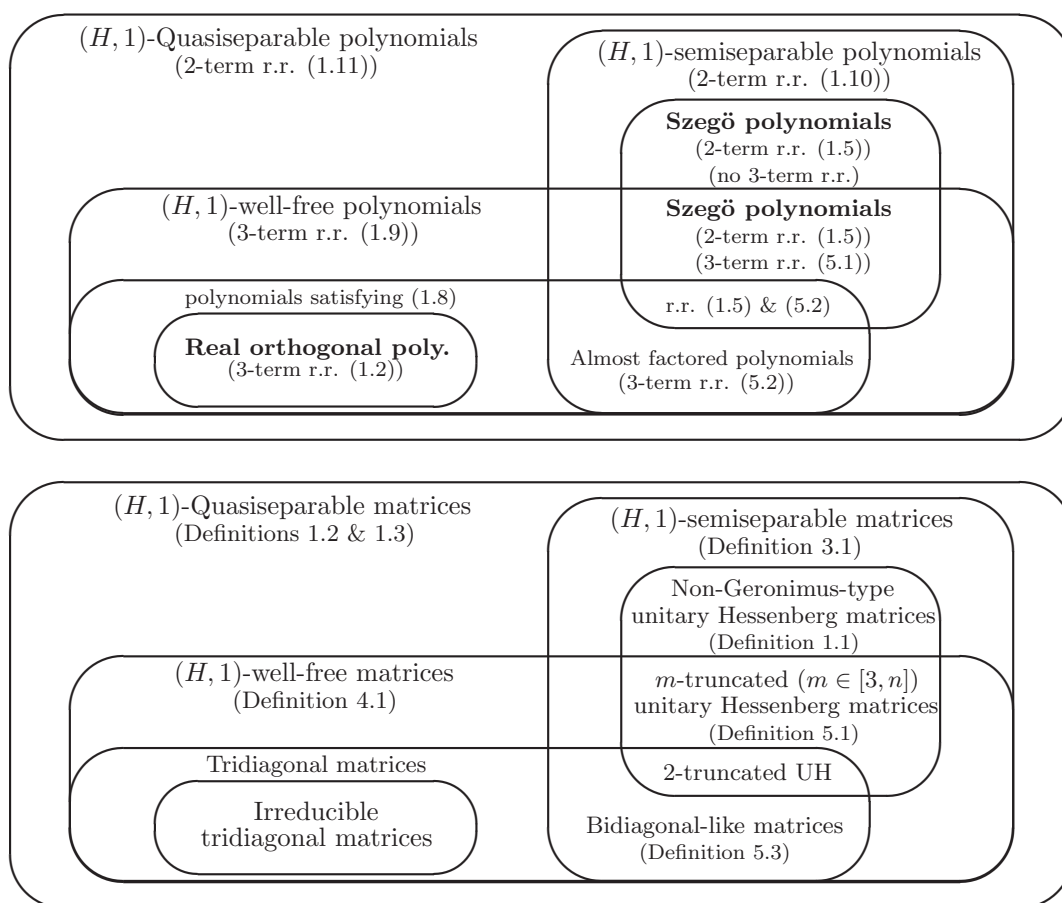 (H, 1)-Quasiseparable polynomials
(2-term r.r. (1.11))
(H, 1)-semiseparable polynomials
(2-term r.r. (1.10))
Szegö polynomials
(2-term r.r. (1.5))
(no 3-term r.r.)
(H, 1)-well-free polynomials
(3-term r.r. (1.9))
Szegö polynomials
(2-term r.r. (1.5))
(3-term r.r. (5.1))
polynomials satisfying (1.8)
r.r. (1.5) & (5.2)
Real orthogonal poly.
(3-term r.r. (1.2))
Almost factored polynomials
(3-term r.r. (5.2))
(H, 1)-Quasiseparable matrices
(Definitions 1.2 & 1.3)
(H, 1)-semiseparable matrices
(Definition 3.1)
Non-Geronimus-type
unitary Hessenberg matrices
(Definition 1.1)
(H, 1)-well-free matrices
(Definition 4.1)
m-truncated (m ∈ [3, n])
unitary Hessenberg matrices
(Definition 5.1)
Tridiagonal matrices
2-truncated UH
Irreducible
tridiagonal matrices
Bidiagonal-like matrices
(Definition 5.3)